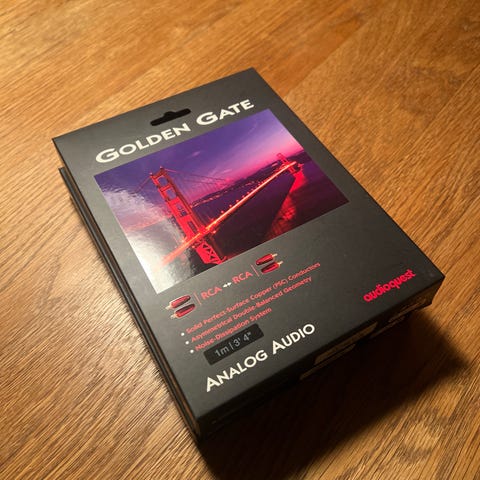 GOLDEN GATE
RCA ↔ RCA
• Solid Perfect-Surface Copper (PSC) Conductors
• Asymmetrical Double-Balanced Geometry
• Noise-Dissipation System
1m | 3' 4"
audioquest
ANALOG AUDIO